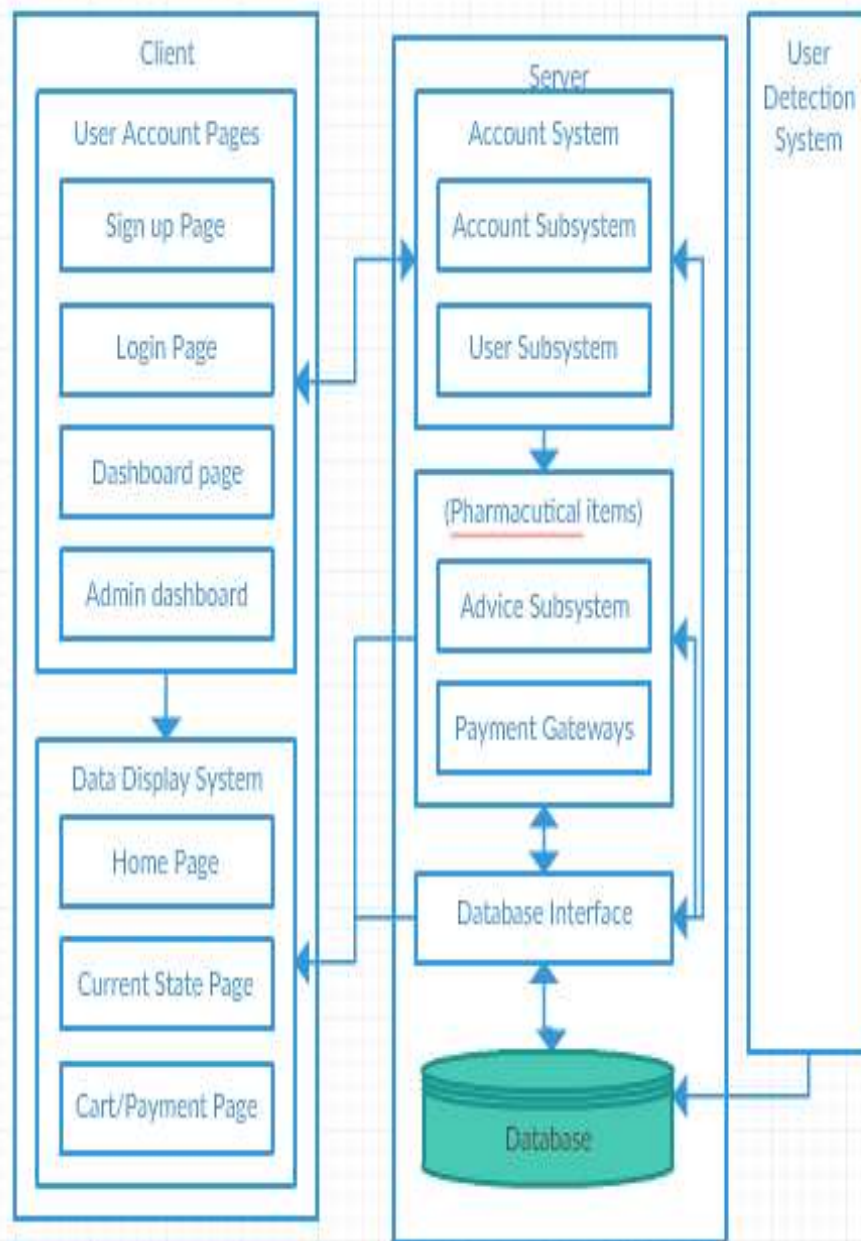 Client
User Account Pages
Sign up Page
Login Page
Dashboard page
Admin dashboard
Data Display System
Home Page
Current State Page
Cart/Payment Page
Server
Account System
Account Subsystem
User Subsystem
(Pharmacutical items)
Advice Subsystem
Payment Gateways
Database Interface
Database
User
Detection
System